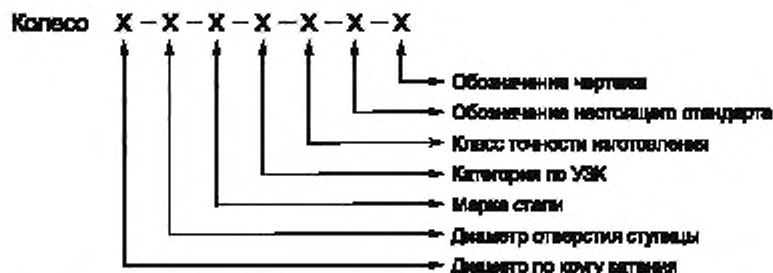 Колесо X – X – X – X – X – X – X
Обозначение чертежа
Обозначение настоящего стандарта
Класс точности изготовления
Категория по УЗК
Марка стали
Диаметр отверстия ступицы
Диаметр по кругу катания